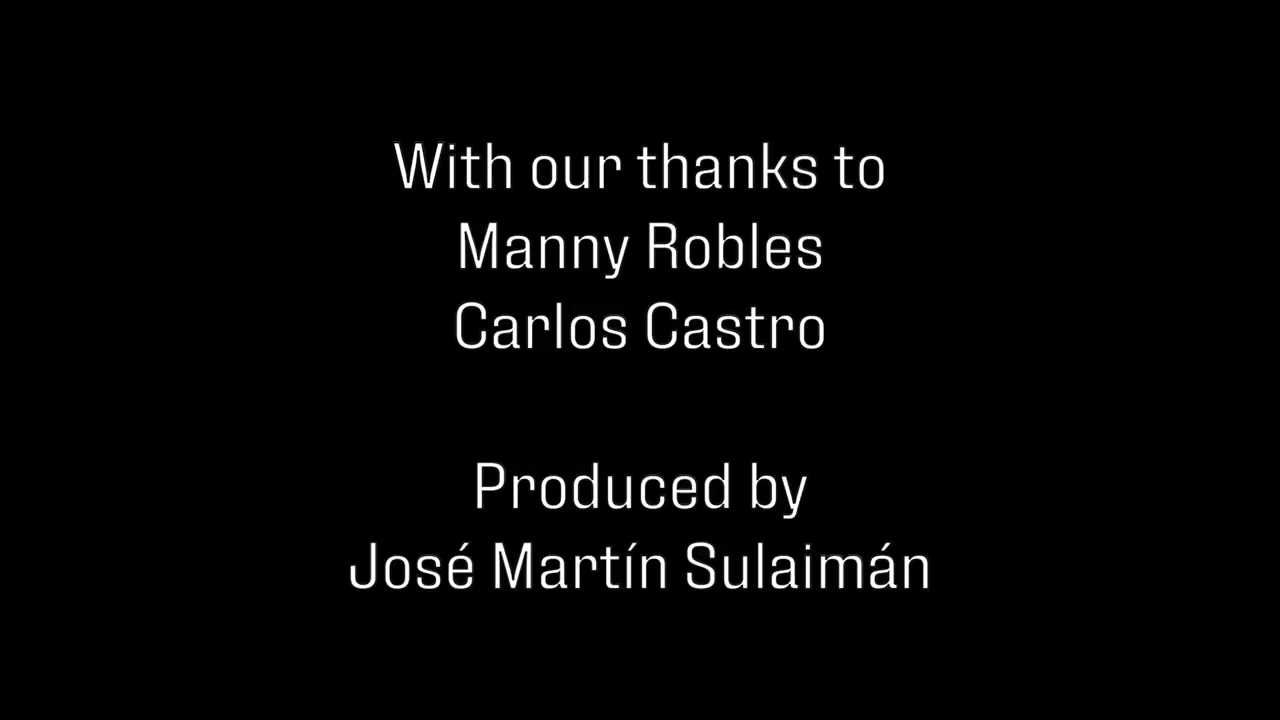 With our thanks to
Manny Robles
Carlos Castro
Produced by
José Martín Sulaimán